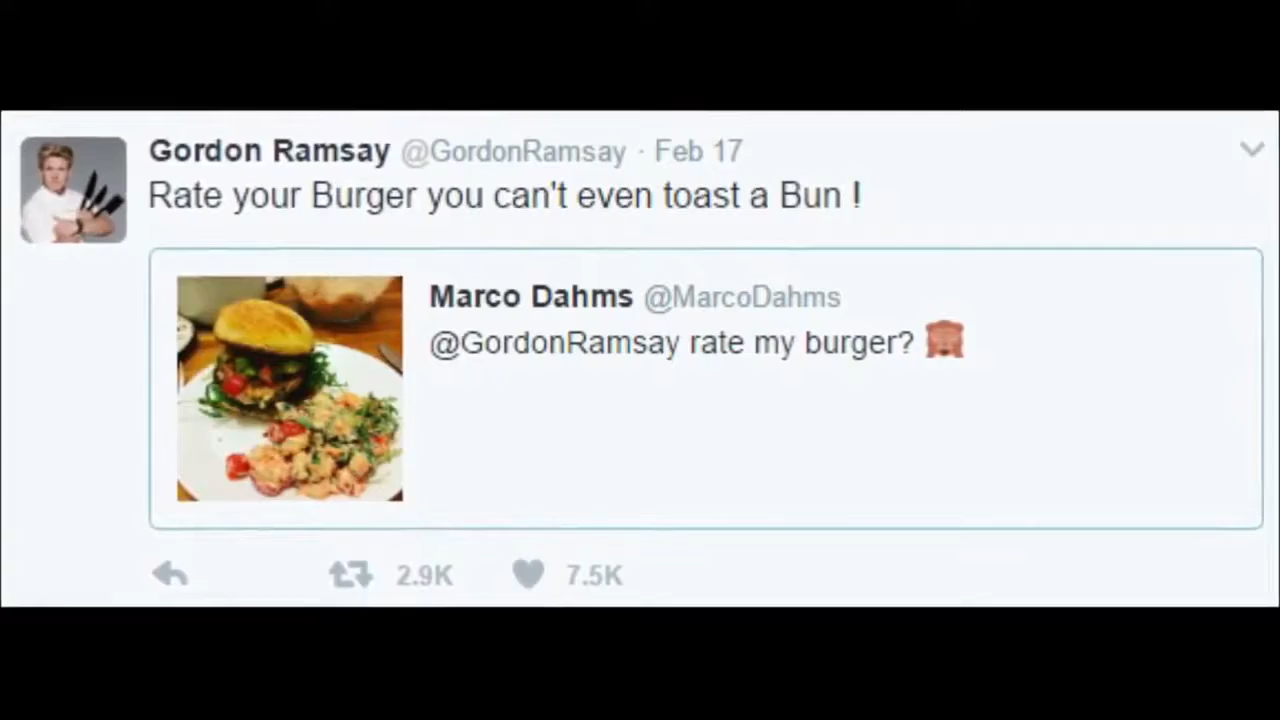 Gordon Ramsay @GordonRamsay · Feb 17
Rate your Burger you can't even toast a Bun !
Marco Dahms @MarcoDahms
@GordonRamsay rate my burger? 🙈
2.9K 7.5K